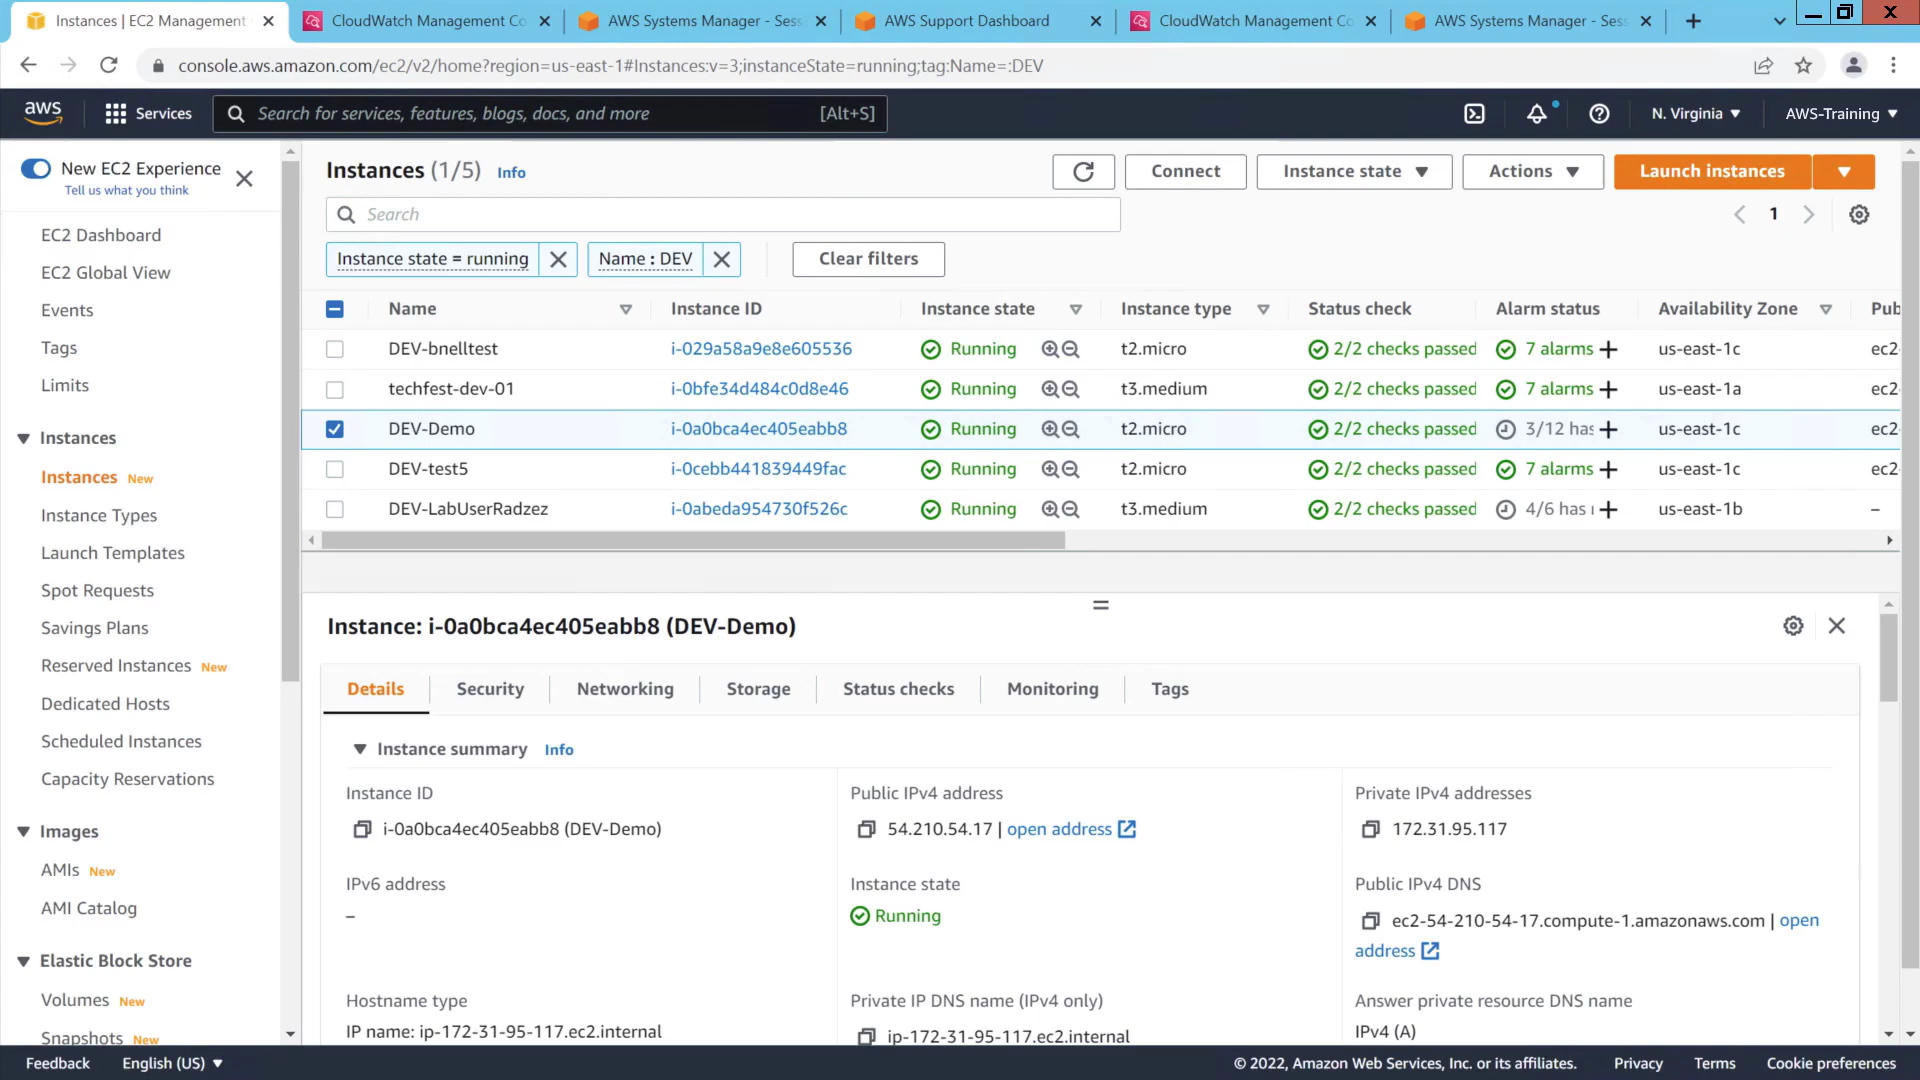 Instances | EC2 Management
CloudWatch Management Co
AWS Systems Manager - Sess
AWS Support Dashboard
CloudWatch Management Co
AWS Systems Manager - Sess
console.aws.amazon.com/ec2/v2/home?region=us-east-1#Instances:v=3;instanceState=running;tag:Name=:DEV
aws
Services
Search for services, features, blogs, docs, and more
[Alt+S]
N. Virginia
AWS-Training
New EC2 Experience
Tell us what you think
EC2 Dashboard
EC2 Global View
Events
Tags
Limits
Instances
Instances New
Instance Types
Launch Templates
Spot Requests
Savings Plans
Reserved Instances New
Dedicated Hosts
Scheduled Instances
Capacity Reservations
Images
AMIs New
AMI Catalog
Elastic Block Store
Volumes New
Snapshots New
Instances (1/5) Info
Connect
Instance state
Actions
Launch instances
Search
1
Instance state = running
Name : DEV
Clear filters
Name Instance ID Instance state Instance type Status check Alarm status Availability Zone Pub
DEV-bnelltest i-029a58a9e8e605536 Running t2.micro 2/2 checks passed 7 alarms us-east-1c ec2-
techfest-dev-01 i-0bfe34d484c0d8e46 Running t3.medium 2/2 checks passed 7 alarms us-east-1a ec2-
DEV-Demo i-0a0bca4ec405eabb8 Running t2.micro 2/2 checks passed 3/12 has us-east-1c ec2-
DEV-test5 i-0cebb441839449fac Running t2.micro 2/2 checks passed 7 alarms us-east-1c ec2-
DEV-LabUserRadzez i-0abeda954730f526c Running t3.medium 2/2 checks passed 4/6 has us-east-1b –
Instance: i-0a0bca4ec405eabb8 (DEV-Demo)
Details Security Networking Storage Status checks Monitoring Tags
Instance summary Info
Instance ID
i-0a0bca4ec405eabb8 (DEV-Demo)
Public IPv4 address
54.210.54.17 | open address
Private IPv4 addresses
172.31.95.117
IPv6 address
–
Instance state
Running
Public IPv4 DNS
ec2-54-210-54-17.compute-1.amazonaws.com | open
address
Hostname type
IP name: ip-172-31-95-117.ec2.internal
Private IP DNS name (IPv4 only)
ip-172-31-95-117.ec2.internal
Answer private resource DNS name
IPv4 (A)
Feedback
English (US)
© 2022, Amazon Web Services, Inc. or its affiliates.
Privacy
Terms
Cookie preferences